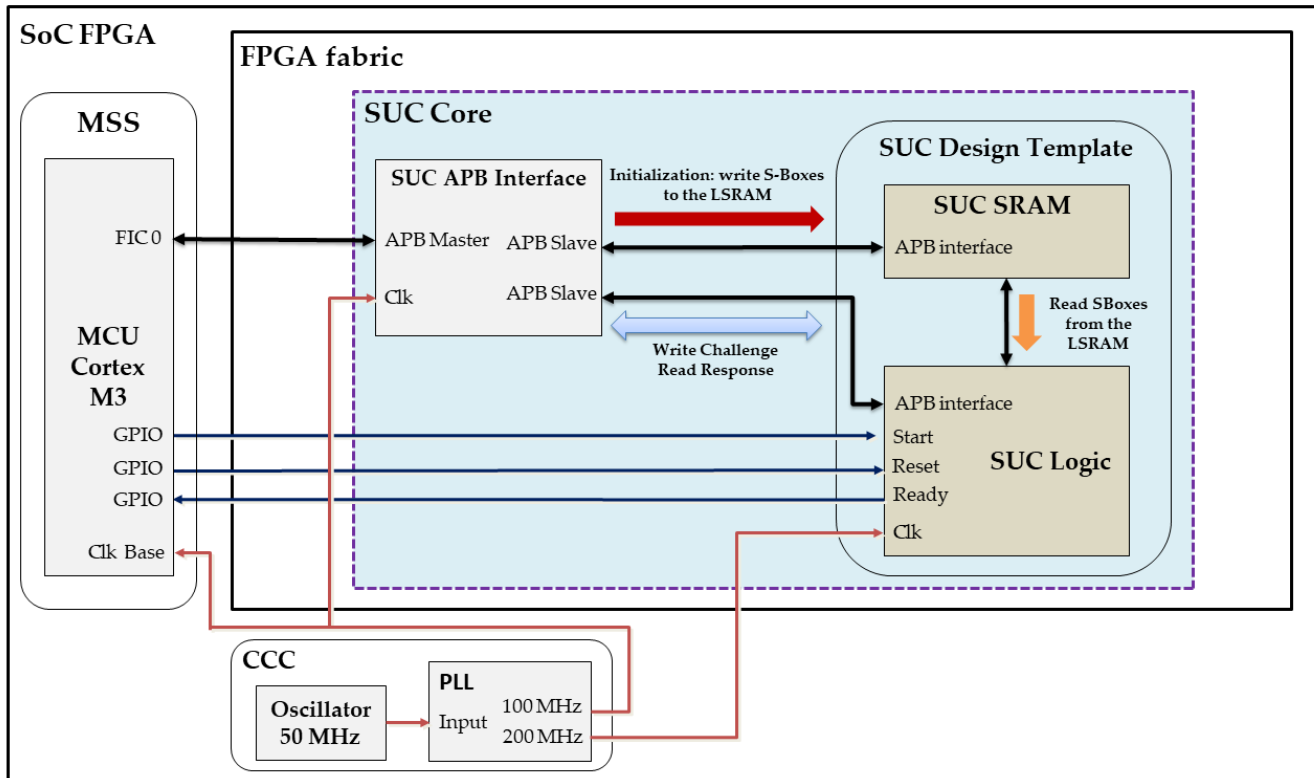 SoC FPGA
FPGA fabric
MSS
SUC Core
SUC Design Template
SUC APB Interface
Initialization: write S-Boxes
to the LSRAM
SUC SRAM
FIC 0
APB Master
APB Slave
APB interface
Clk
APB Slave
Read SBoxes
from the
LSRAM
MCU
Cortex
M3
Write Challenge
Read Response
APB interface
GPIO
Start
SUC Logic
GPIO
Reset
GPIO
Ready
Clk Base
Clk
CCC
PLL
Oscillator
50 MHz
Input
100 MHz
200 MHz